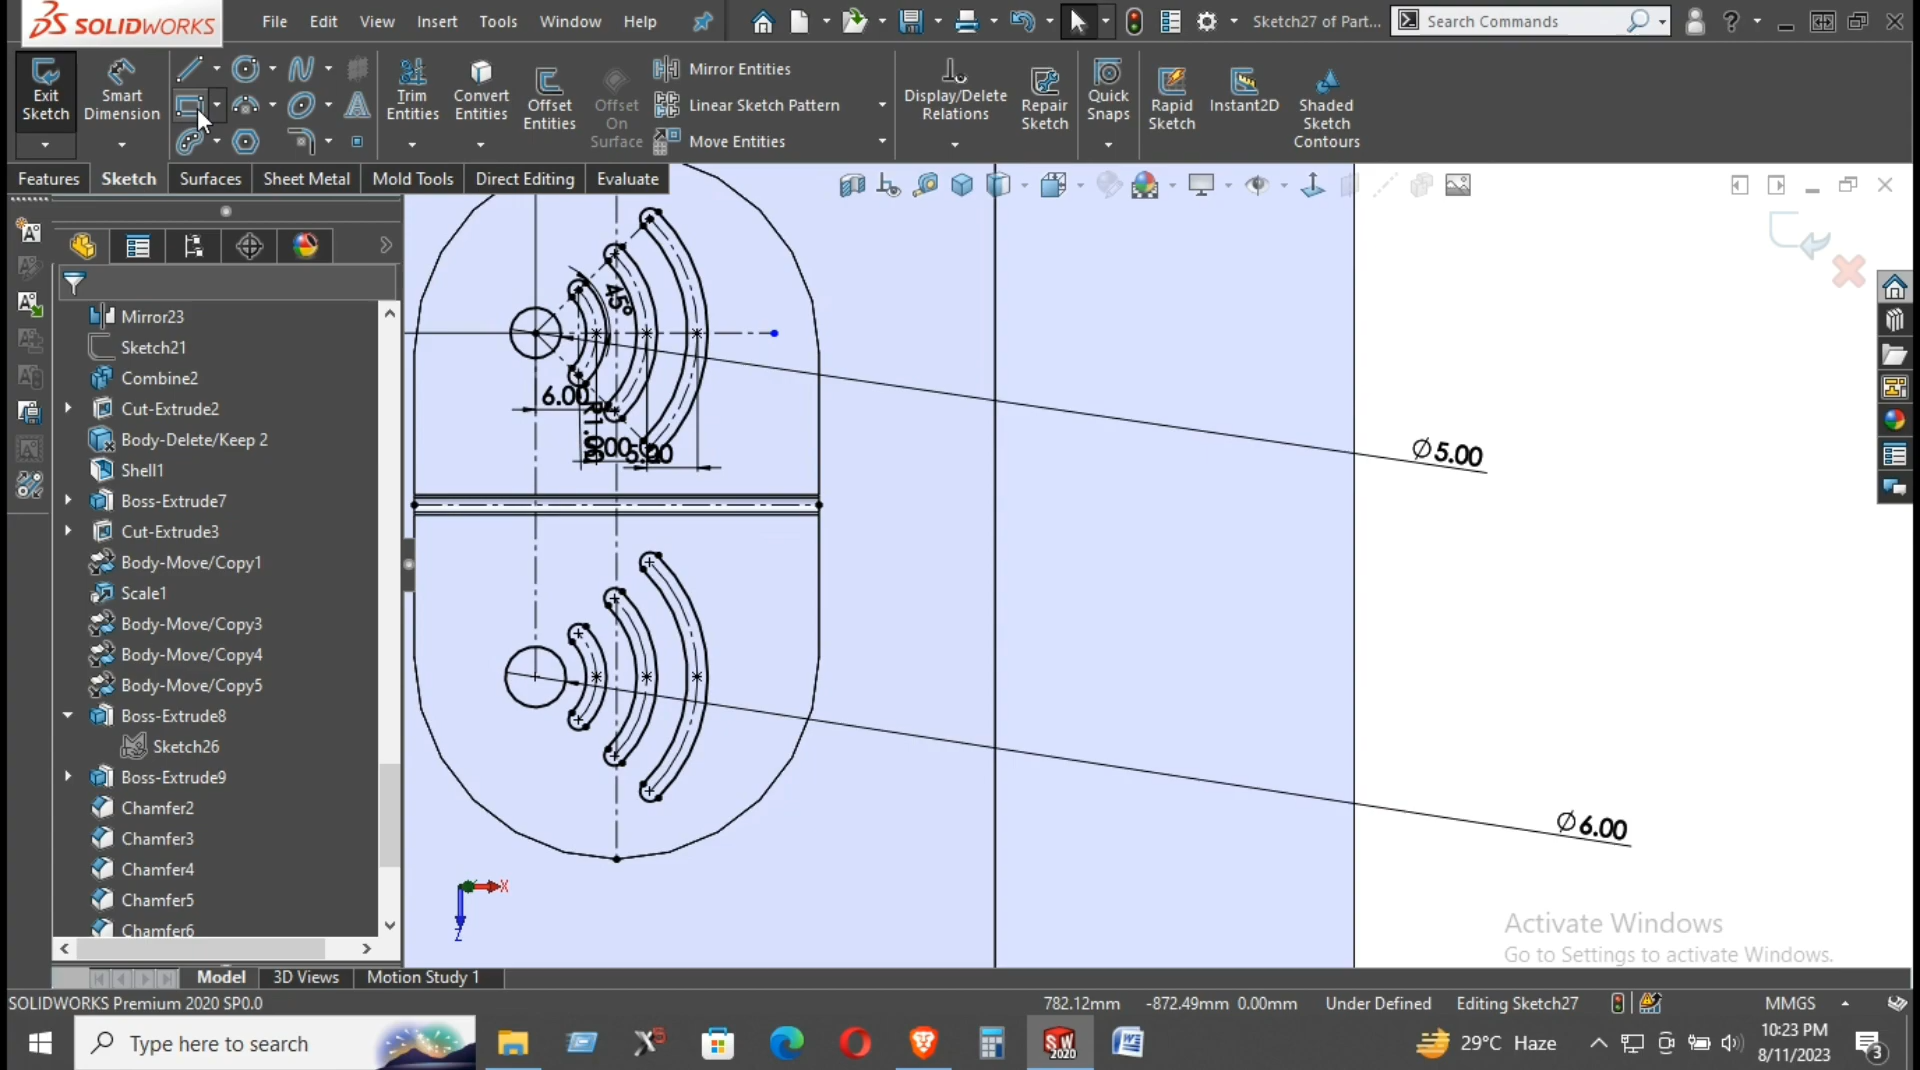 SOLIDWORKS
File Edit View Insert Tools Window Help
Sketch27 of Part...
Search Commands
Exit Sketch
Smart Dimension
Trim Entities
Convert Entities
Offset Entities
Offset On Surface
Mirror Entities
Linear Sketch Pattern
Move Entities
Display/Delete Relations
Repair Sketch
Quick Snaps
Rapid Sketch
Instant2D
Shaded Sketch Contours
Features Sketch Surfaces Sheet Metal Mold Tools Direct Editing Evaluate
Mirror23
Sketch21
Combine2
Cut-Extrude2
Body-Delete/Keep 2
Shell1
Boss-Extrude7
Cut-Extrude3
Body-Move/Copy1
Scale1
Body-Move/Copy3
Body-Move/Copy4
Body-Move/Copy5
Boss-Extrude8
Sketch26
Boss-Extrude9
Chamfer2
Chamfer3
Chamfer4
Chamfer5
Chamfer6
45°
6.00
R1.00
5.00
Ø5.00
Ø6.00
X
Z
Activate Windows
Go to Settings to activate Windows.
Model 3D Views Motion Study 1
SOLIDWORKS Premium 2020 SP0.0
782.12mm -872.49mm 0.00mm Under Defined Editing Sketch27 MMGS
Type here to search
SW 2020
29°C Haze
10:23 PM
8/11/2023
3